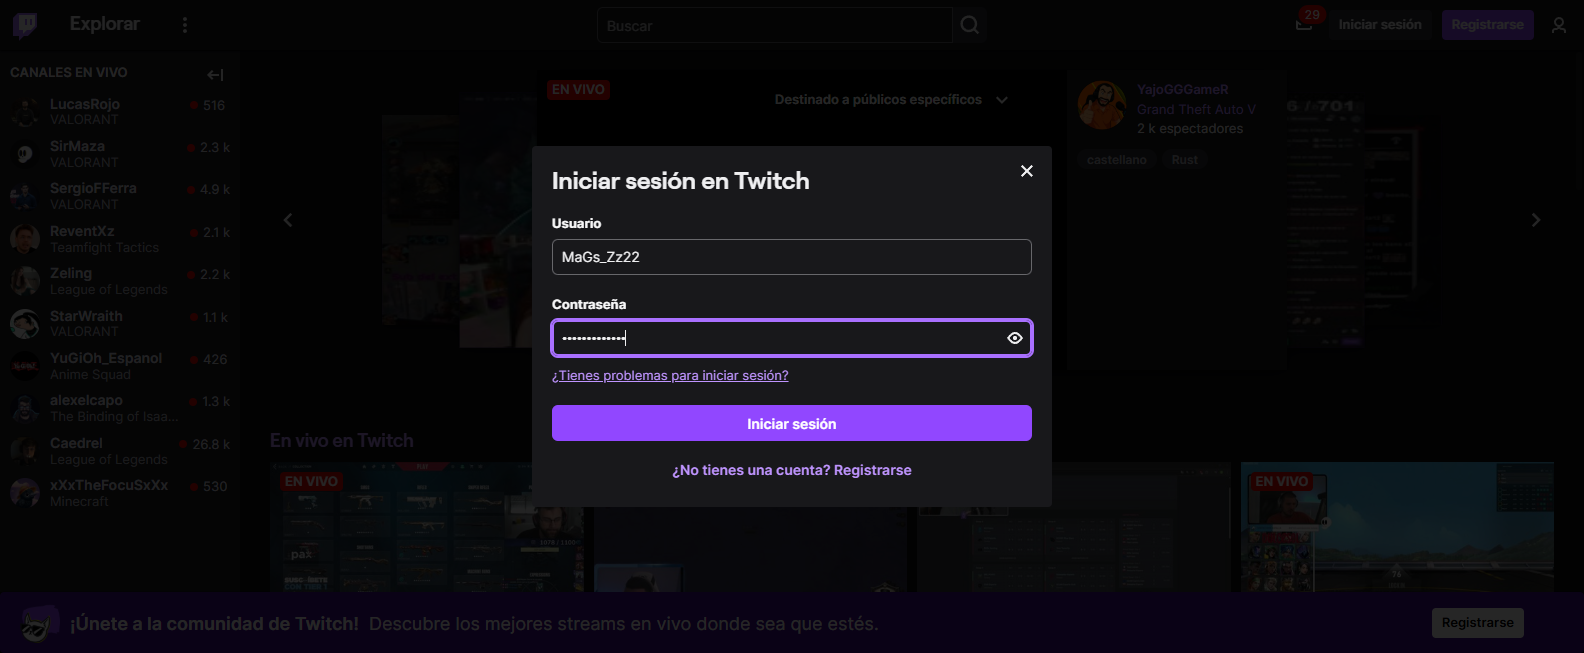 Explorar
Buscar
29
Iniciar sesión
Registrarse
CANALES EN VIVO
LucasRojo
516
VALORANT
SirMaza
2.3 k
VALORANT
SergioFFerra
4.9 k
VALORANT
ReventXz
2.1 k
Teamfight Tactics
Zeling
2.2 k
League of Legends
StarWraith
1.1 k
VALORANT
YuGiOh_Espanol
426
Anime Squad
alexelcapo
1.3 k
The Binding of Isaa...
Caedrel
26.8 k
League of Legends
xXxTheFocuSxXx
530
Minecraft
EN VIVO
Destinado a públicos específicos
YajoGGGameR
Grand Theft Auto V
2 k espectadores
castellano
Rust
6 / -701
Iniciar sesión en Twitch
Usuario
MaGs_Zz22
Contraseña
•••••••••••••
¿Tienes problemas para iniciar sesión?
Iniciar sesión
¿No tienes una cuenta? Registrarse
En vivo en Twitch
EN VIVO
pax
EN VIVO
76
¡Únete a la comunidad de Twitch! Descubre los mejores streams en vivo donde sea que estés.
Registrarse